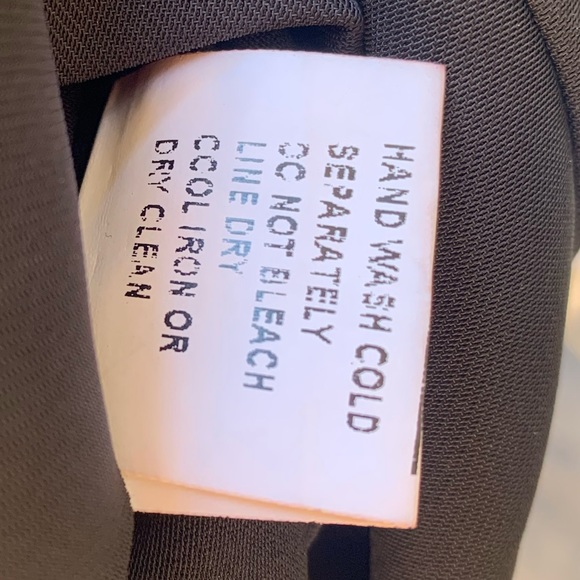 HAND WASH COLD
SEPARATELY
DO NOT BLEACH
LINE DRY
COOL IRON OR
DRY CLEAN